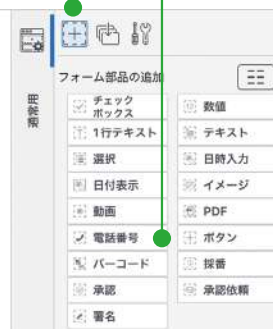 通常用
フォーム部品の追加
チェック
ボックス
数値
1行テキスト
テキスト
選択
日時入力
日付表示
イメージ
動画
PDF
電話番号
ボタン
バーコード
採番
承認
承認依頼
署名